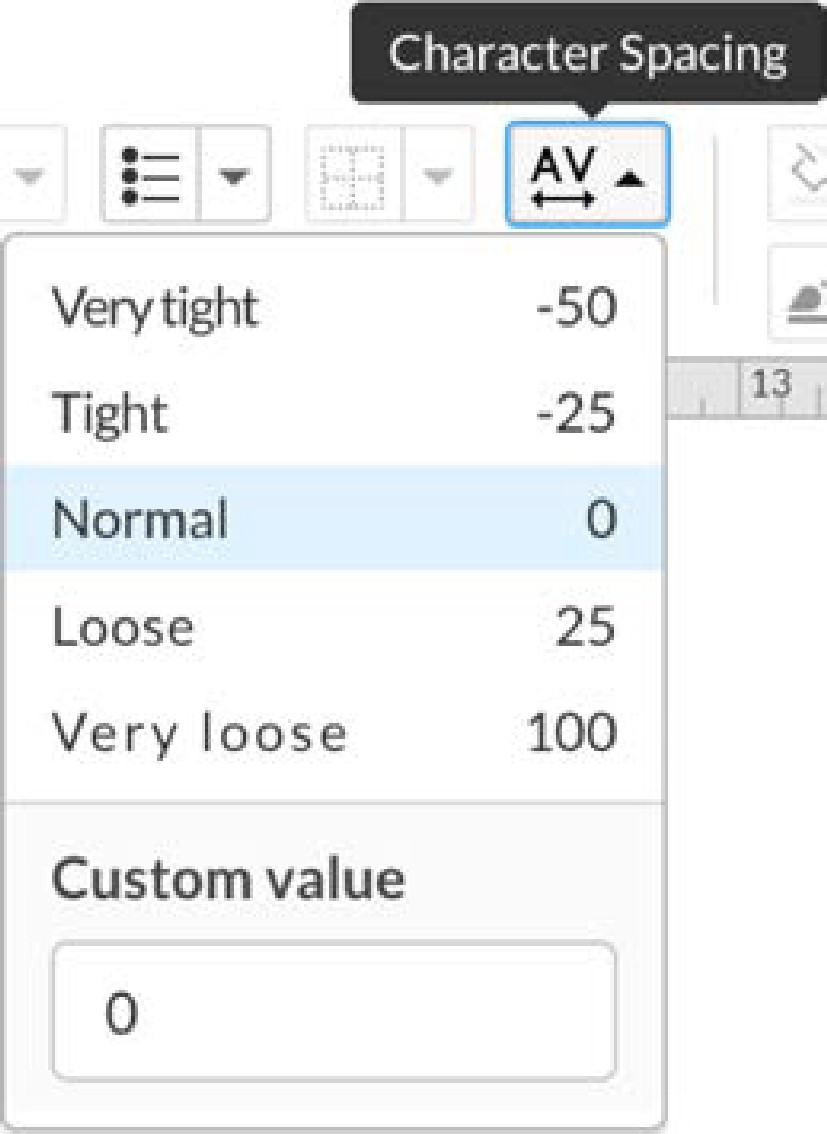 Character Spacing
AV
Very tight -50
13
Tight -25
Normal 0
Loose 25
Very loose 100
Custom value
0